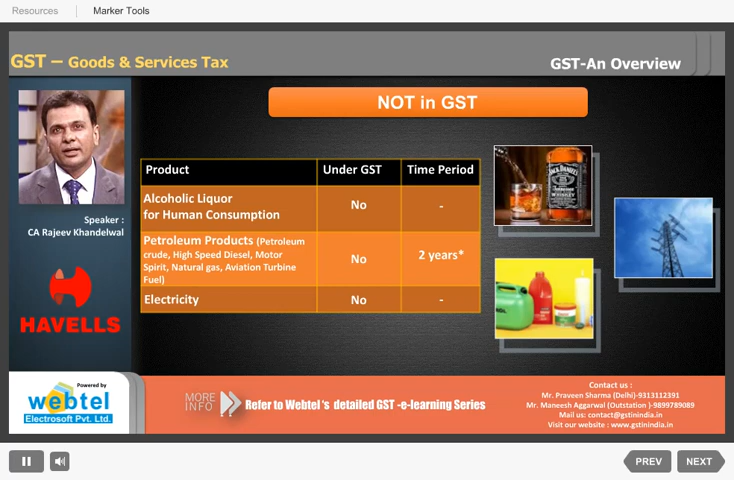 Resources
Marker Tools
GST – Goods & Services Tax
GST-An Overview
NOT in GST
Speaker :
CA Rajeev Khandelwal
HAVELLS
Product Under GST Time Period
Alcoholic Liquor
for Human Consumption
No -
Petroleum Products (Petroleum
crude, High Speed Diesel, Motor
Spirit, Natural gas, Aviation Turbine
Fuel)
No 2 years*
Electricity No -
JACK DANIEL'S
Powered by
webtel
Electrosoft Pvt. Ltd.
MORE
INFO
Refer to Webtel 's detailed GST -e-learning Series
Contact us :
Mr. Praveen Sharma (Delhi)-9313112391
Mr. Maneesh Aggarwal (Outstation )-9899789089
Mail us: contact@gstinindia.in
Visit our website : www.gstinindia.in
PREV
NEXT